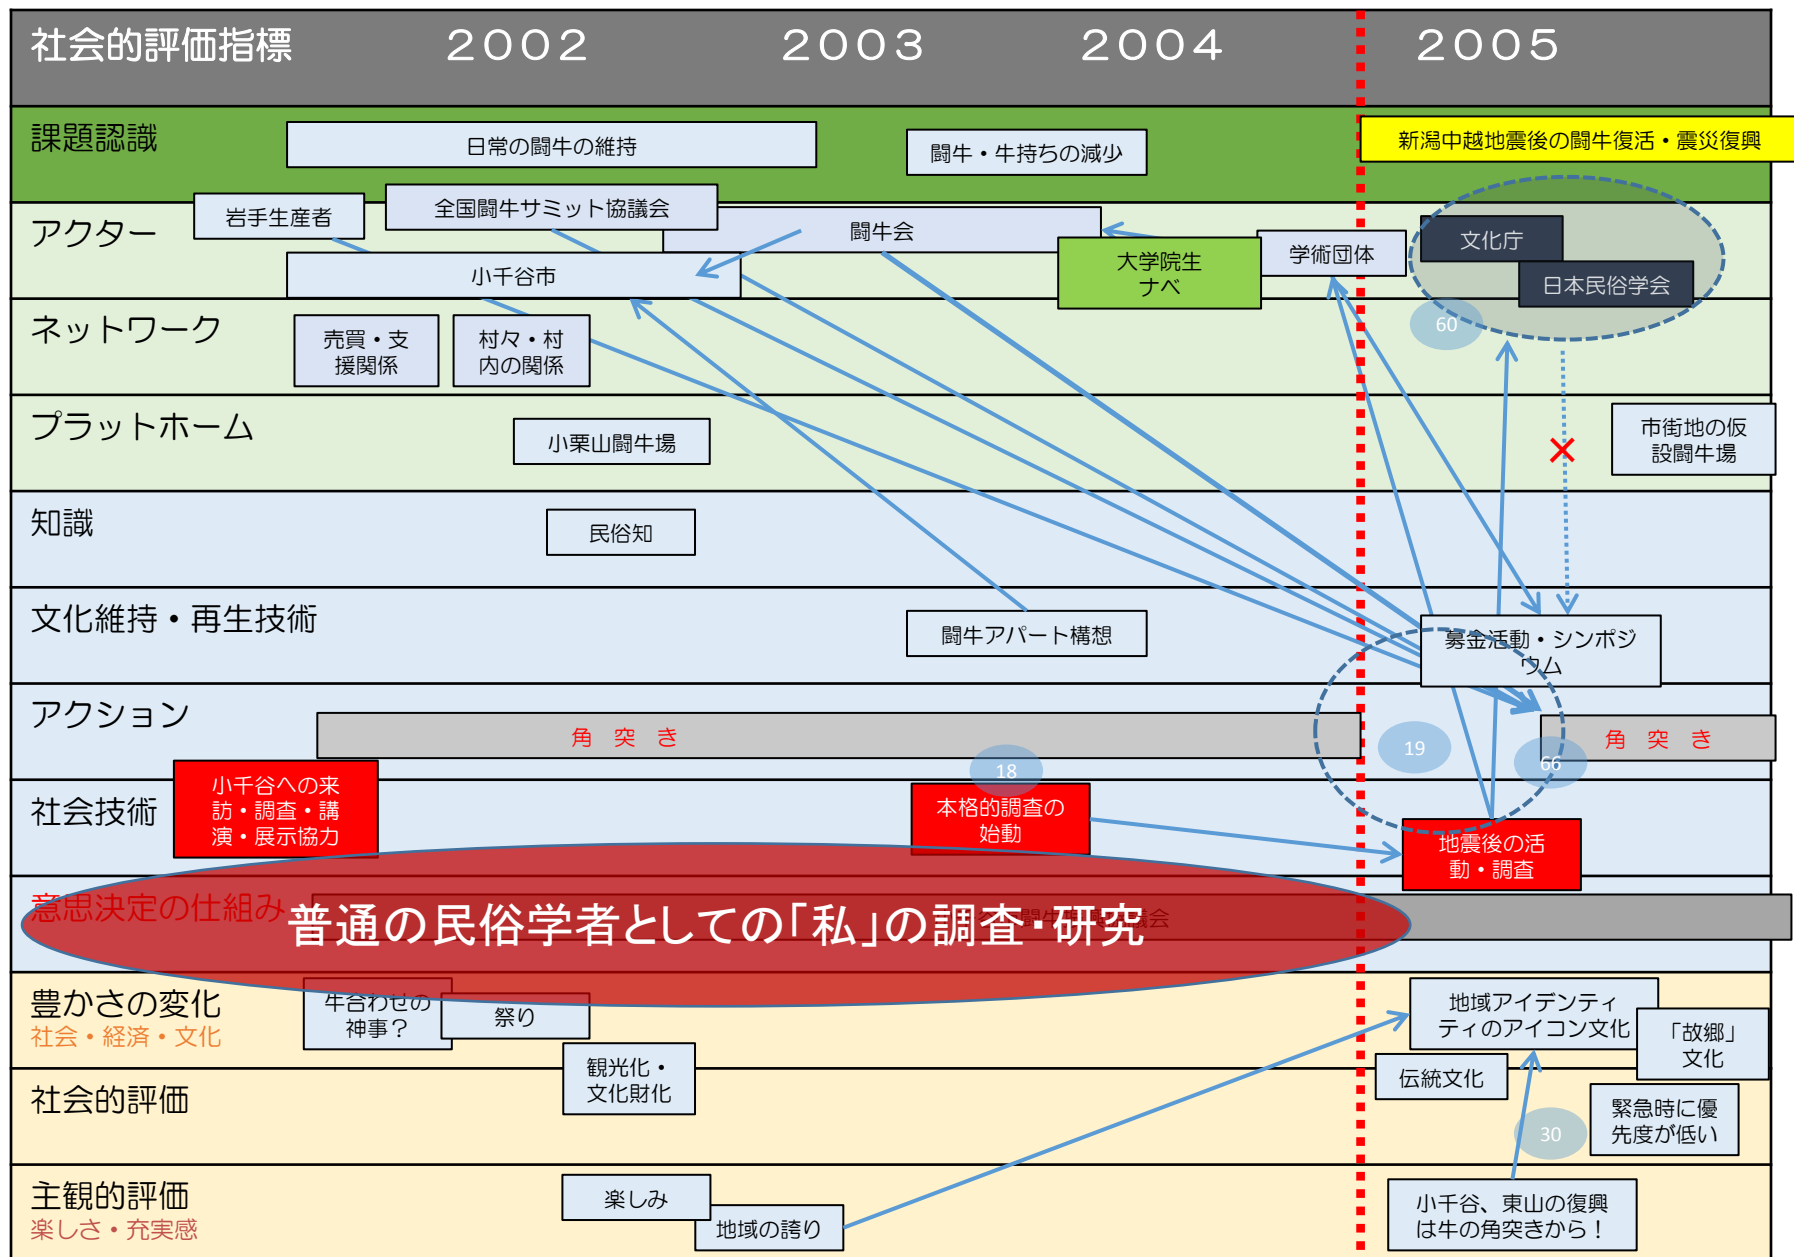 社会的評価指標
2002
2003
2004
2005
課題認識
日常の闘牛の維持
闘牛・牛持ちの減少
新潟中越地震後の闘牛復活・震災復興
アクター
岩手生産者
全国闘牛サミット協議会
闘牛会
小千谷市
大学院生
ナベ
学術団体
文化庁
日本民俗学会
ネットワーク
売買・支
援関係
村々・村
内の関係
60
プラットホーム
小栗山闘牛場
市街地の仮
設闘牛場
知識
民俗知
文化維持・再生技術
闘牛アパート構想
募金活動・シンポジ
ウム
アクション
角 突 き
19
角 突 き
66
18
社会技術
小千谷への来
訪・調査・講
演・展示協力
本格的調査の
始動
地震後の活
動・調査
意思決定の仕組み
議会
普通の民俗学者としての「私」の調査・研究
豊かさの変化
社会・経済・文化
牛合わせの
神事?
祭り
観光化・
文化財化
地域アイデンティ
ティのアイコン文化
「故郷」
文化
社会的評価
伝統文化
緊急時に優
先度が低い
30
主観的評価
楽しさ・充実感
楽しみ
地域の誇り
小千谷、東山の復興
は牛の角突きから!